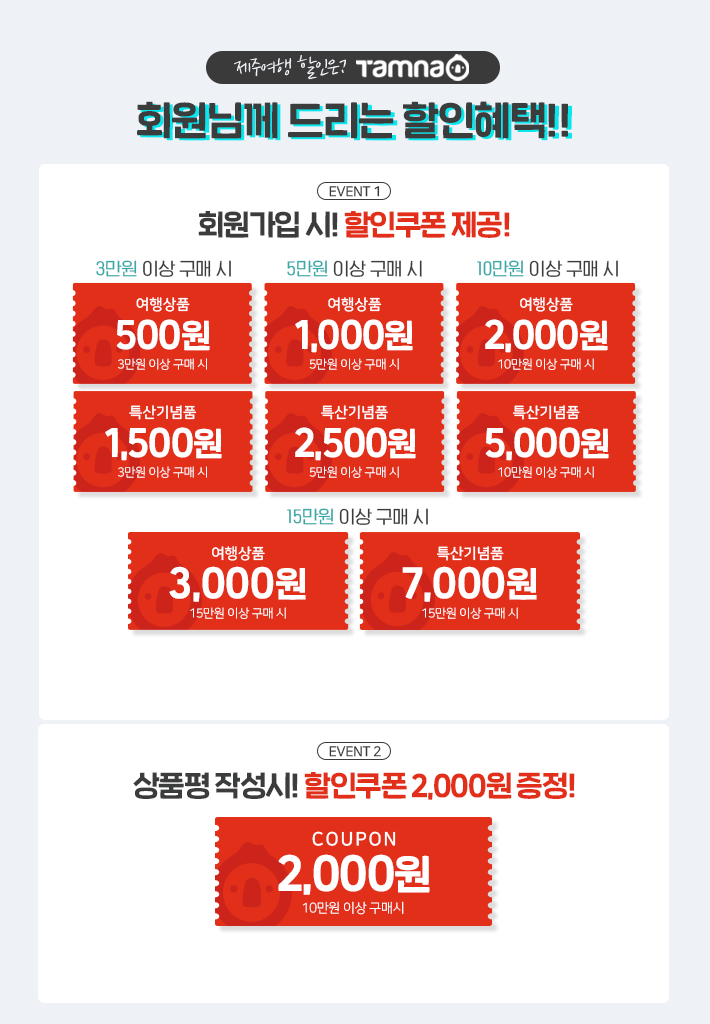 제주여행 할인은? Tamnao
회원님께 드리는 할인혜택!!
EVENT 1
회원가입 시! 할인쿠폰 제공!
3만원 이상 구매 시
5만원 이상 구매 시
10만원 이상 구매 시
여행상품
500원
3만원 이상 구매 시
여행상품
1,000원
5만원 이상 구매 시
여행상품
2,000원
10만원 이상 구매 시
특산기념품
1,500원
3만원 이상 구매 시
특산기념품
2,500원
5만원 이상 구매 시
특산기념품
5,000원
10만원 이상 구매 시
15만원 이상 구매 시
여행상품
3,000원
15만원 이상 구매 시
특산기념품
7,000원
15만원 이상 구매 시
EVENT 2
상품평 작성시! 할인쿠폰 2,000원 증정!
COUPON
2,000원
10만원 이상 구매시